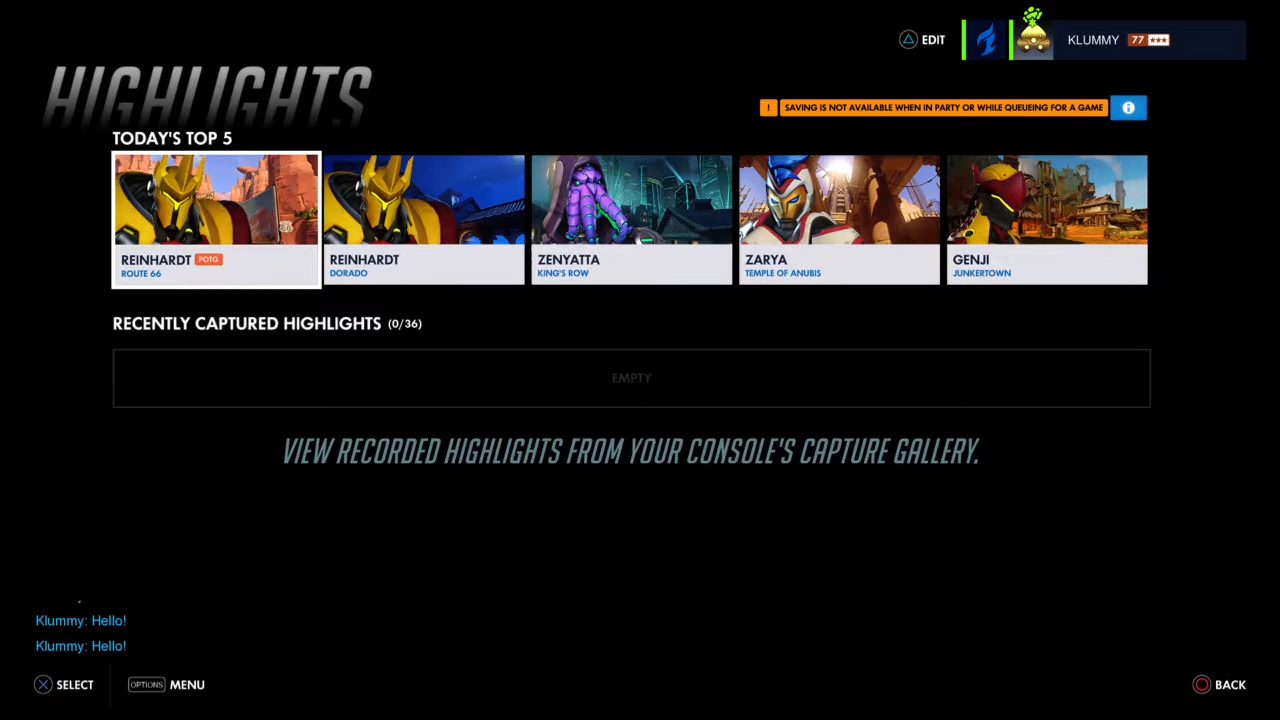 EDIT
KLUMMY 77
HIGHLIGHTS
! SAVING IS NOT AVAILABLE WHEN IN PARTY OR WHILE QUEUEING FOR A GAME
TODAY'S TOP 5
REINHARDT POTG
ROUTE 66
REINHARDT
DORADO
ZENYATTA
KING'S ROW
ZARYA
TEMPLE OF ANUBIS
GENJI
JUNKERTOWN
RECENTLY CAPTURED HIGHLIGHTS (0/36)
EMPTY
VIEW RECORDED HIGHLIGHTS FROM YOUR CONSOLE'S CAPTURE GALLERY.
Klummy: Hello!
Klummy: Hello!
SELECT
OPTIONS MENU
BACK